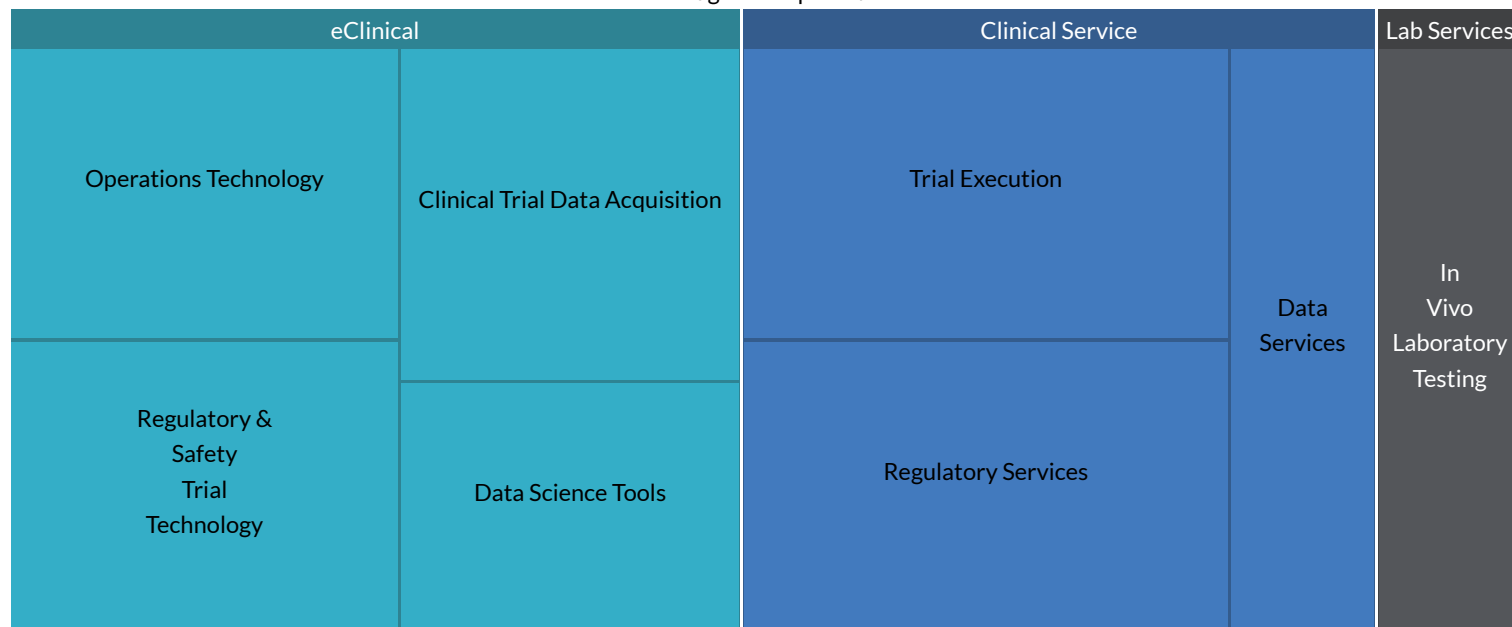 eClinical
Operations Technology
Clinical Trial Data Acquisition
Regulatory &
Safety
Trial
Technology
Data Science Tools
Clinical Service
Trial Execution
Regulatory Services
Data
Services
Lab Services
In
Vivo
Laboratory
Testing